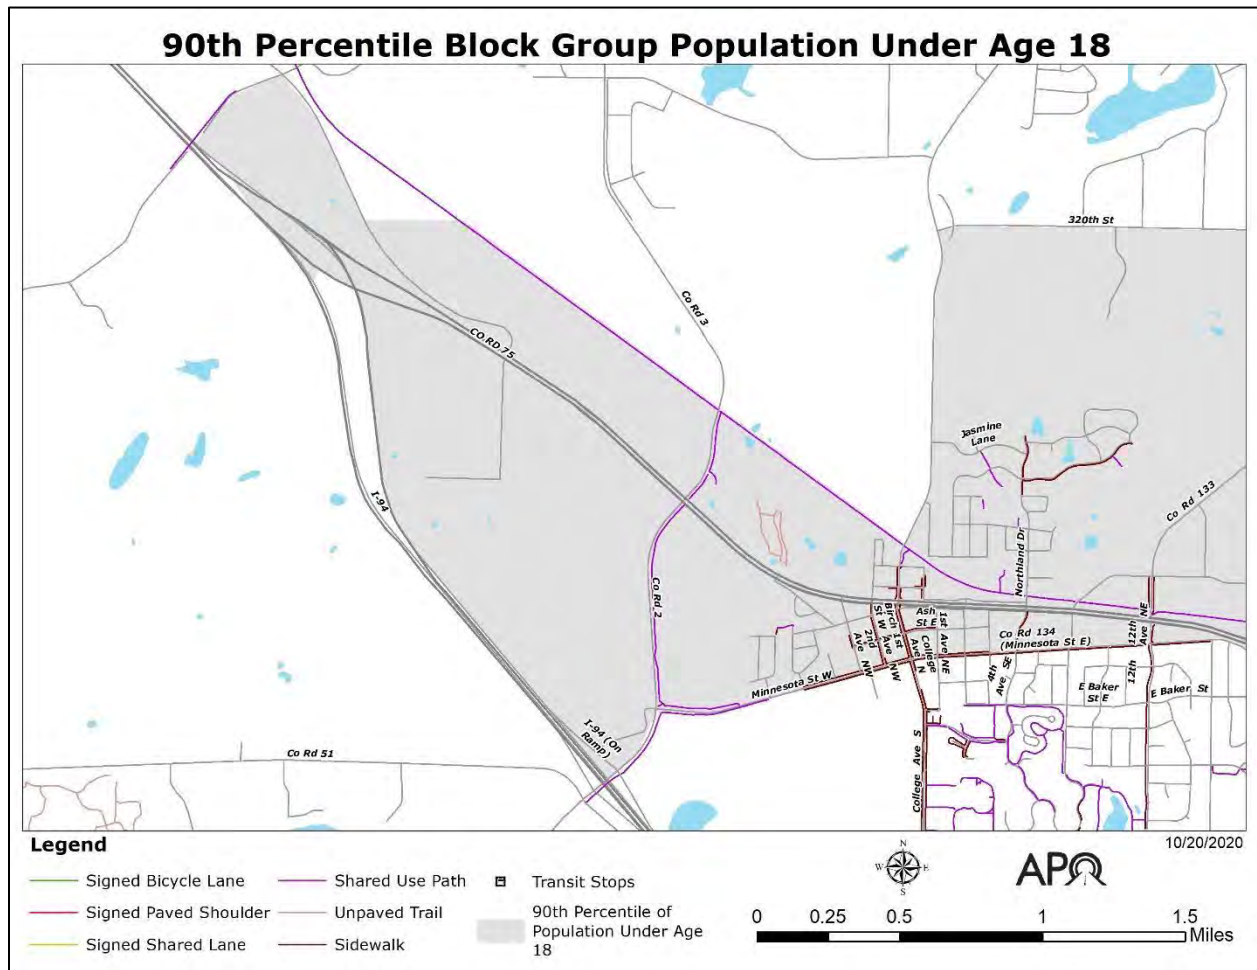 90th Percentile Block Group Population Under Age 18
320th St
Co Rd 3
CO RD 75
Jasmine
Lane
Co Rd 133
I-94
Northland Dr
Co Rd 2
Birch
St W
1st
Ave
NW
2nd
Ave
NW
Ash
St E
1st Ave NE
College
Ave N
Co Rd 134
(Minnesota St E)
12th
Ave NE
Minnesota St W
4th
Ave SE
E Baker
St E
12th
E Baker St
I-94 (On
Ramp)
Co Rd 51
College Ave S
10/20/2020
Legend
Signed Bicycle Lane
Signed Paved Shoulder
Signed Shared Lane
Shared Use Path
Unpaved Trail
Sidewalk
Transit Stops
90th Percentile of
Population Under Age
18
N
W E
S
APO
0 0.25 0.5 1 1.5
Miles